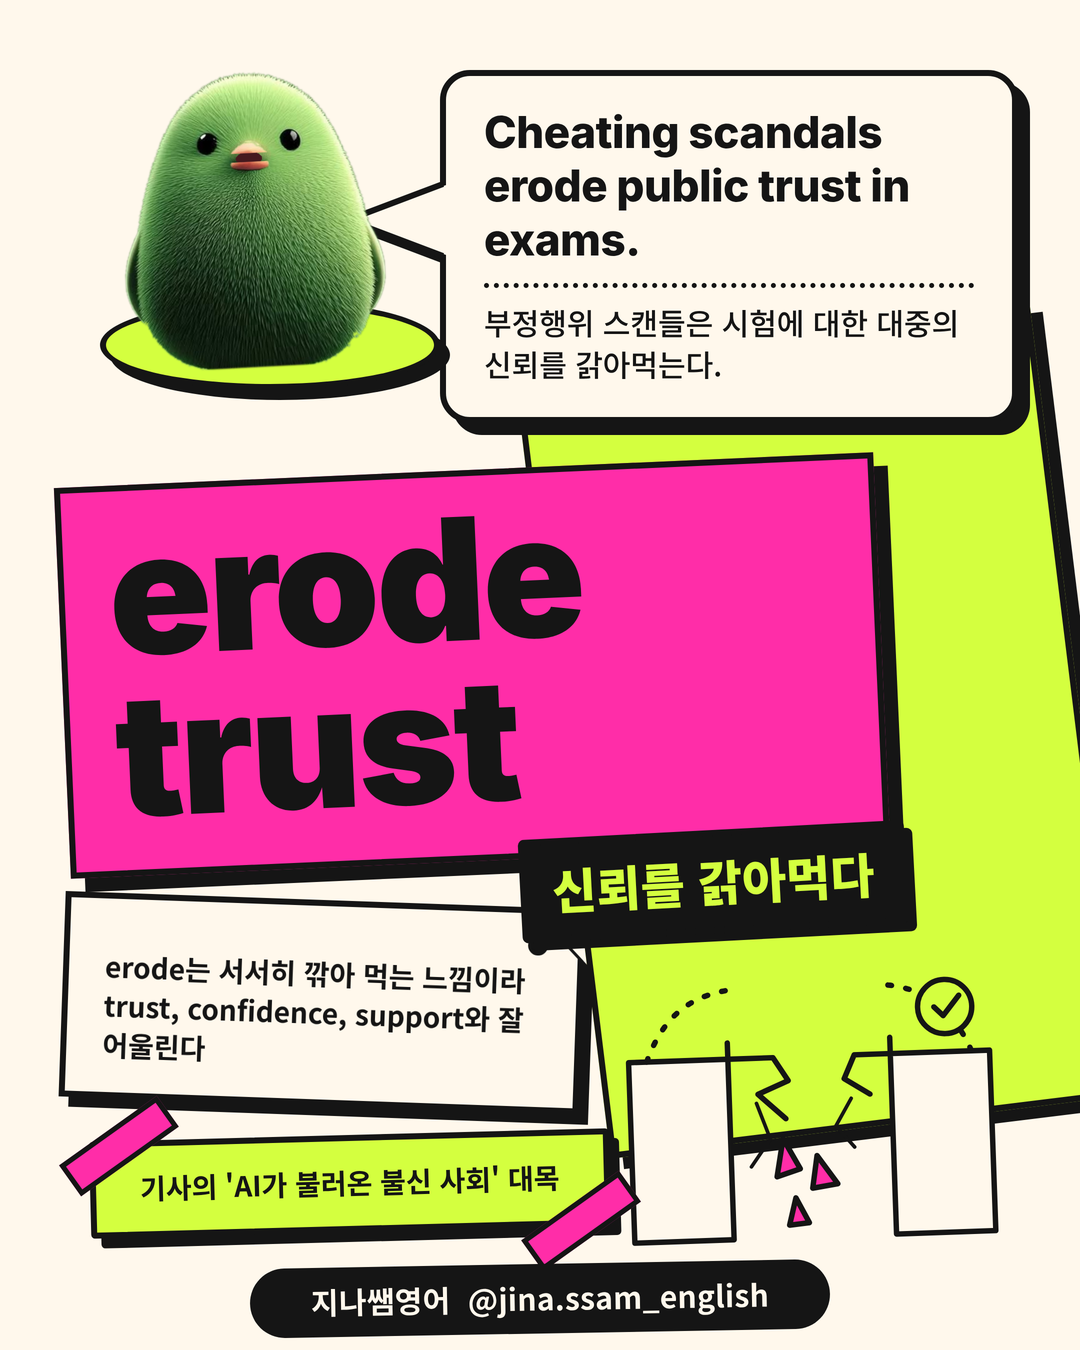 Cheating scandals
erode public trust in
exams.
부정행위 스캔들은 시험에 대한 대중의
신뢰를 갉아먹는다.
erode
trust
신뢰를 갉아먹다
erode는 서서히 깎아 먹는 느낌이라
trust, confidence, support와 잘
어울린다
기사의 'AI가 불러온 불신 사회' 대목
지나쌤영어 @jina.ssam_english